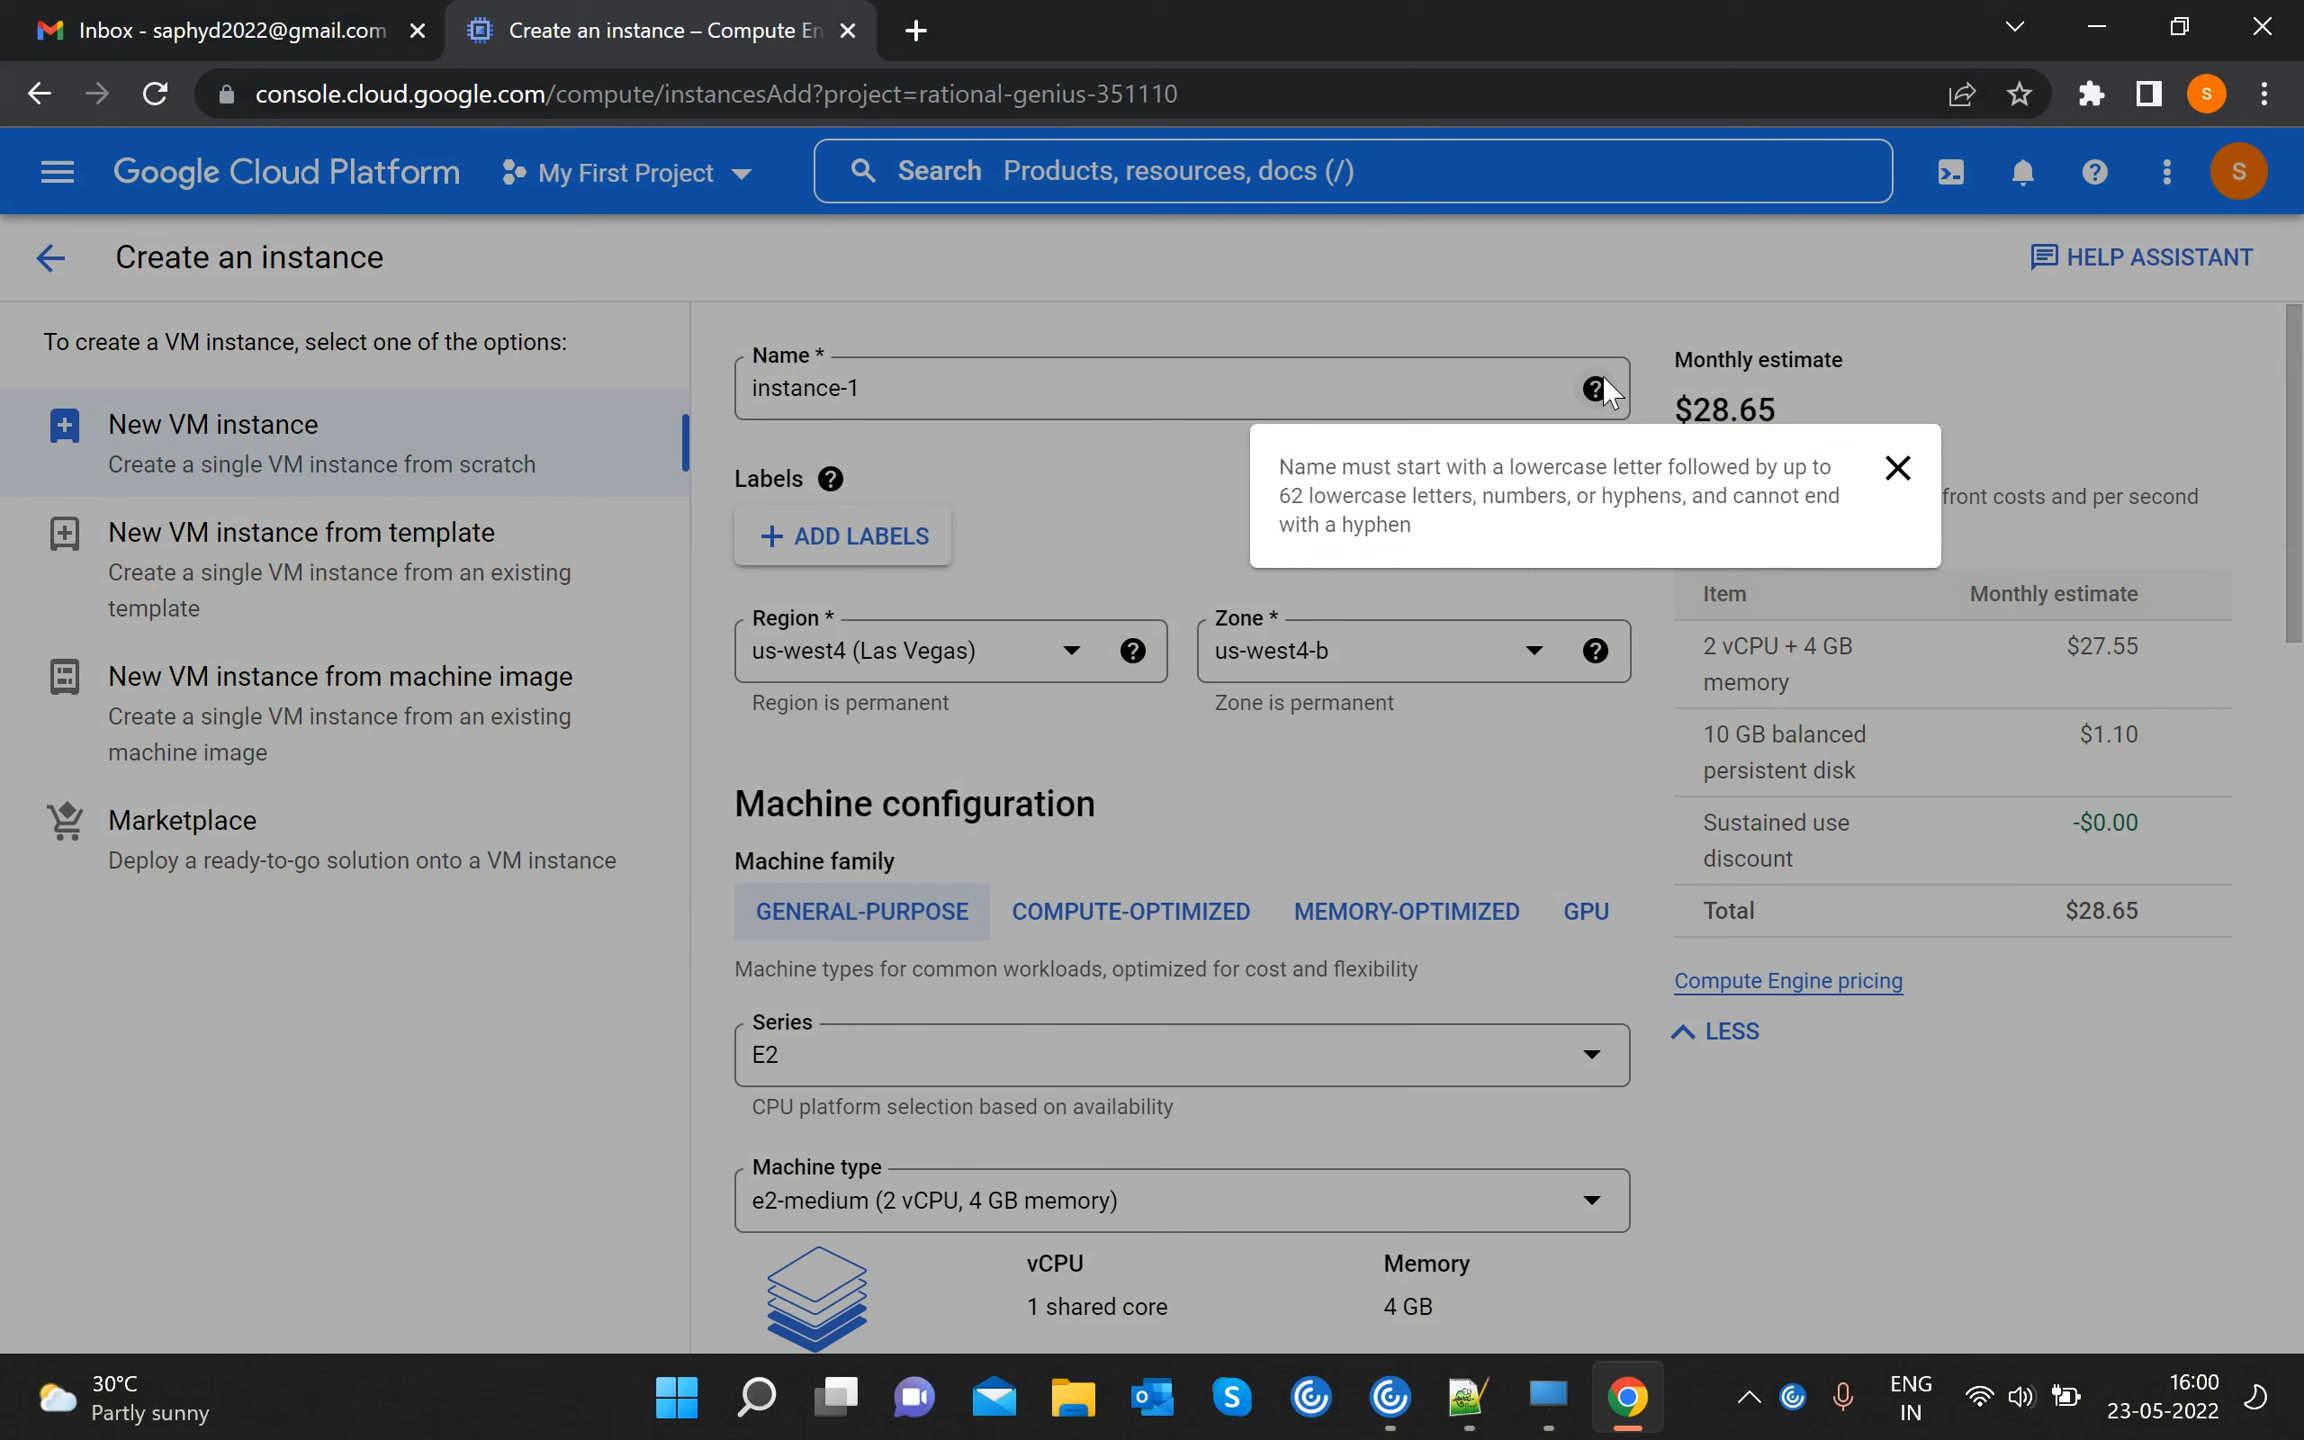 Inbox - saphyd2022@gmail.com
Create an instance – Compute En
console.cloud.google.com/compute/instancesAdd?project=rational-genius-351110
S
Google Cloud Platform
My First Project
Search Products, resources, docs (/)
S
Create an instance
HELP ASSISTANT
To create a VM instance, select one of the options:
New VM instance
Create a single VM instance from scratch
New VM instance from template
Create a single VM instance from an existing
template
New VM instance from machine image
Create a single VM instance from an existing
machine image
Marketplace
Deploy a ready-to-go solution onto a VM instance
Name *
instance-1
Labels
+ ADD LABELS
Name must start with a lowercase letter followed by up to
62 lowercase letters, numbers, or hyphens, and cannot end
with a hyphen
Region *
us-west4 (Las Vegas)
Region is permanent
Zone *
us-west4-b
Zone is permanent
Machine configuration
Machine family
GENERAL-PURPOSE COMPUTE-OPTIMIZED MEMORY-OPTIMIZED GPU
Machine types for common workloads, optimized for cost and flexibility
Series
E2
CPU platform selection based on availability
Machine type
e2-medium (2 vCPU, 4 GB memory)
vCPU Memory
1 shared core 4 GB
Monthly estimate
$28.65
front costs and per second
Item Monthly estimate
2 vCPU + 4 GB $27.55
memory
10 GB balanced $1.10
persistent disk
Sustained use -$0.00
discount
Total $28.65
Compute Engine pricing
LESS
30°C
Partly sunny
ENG
IN
16:00
23-05-2022